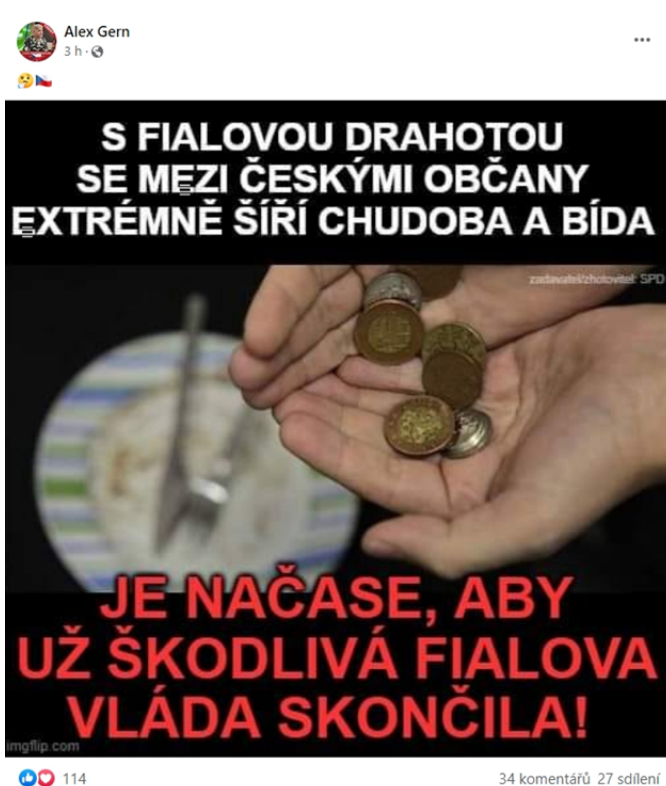 Alex Gern
3 h ·
S FIALOVOU DRAHOTOU
SE MEZI ČESKÝMI OBČANY
EXTRÉMNĚ ŠÍŘÍ CHUDOBA A BÍDA
zadavatel/zhotovitel: SPD
JE NAČASE, ABY
UŽ ŠKODLIVÁ FIALOVA
VLÁDA SKONČILA!
imgflip.com
114
34 komentářů 27 sdílení